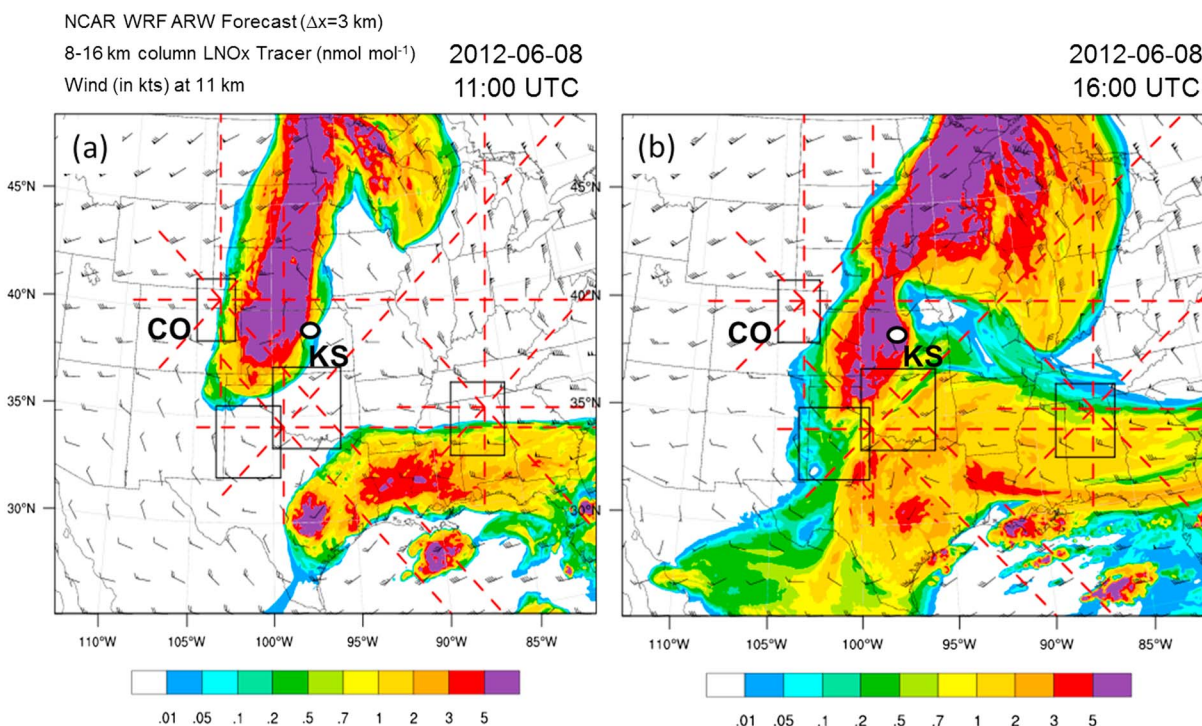 NCAR WRF ARW Forecast (Δx=3 km)
8-16 km column LNOx Tracer (nmol mol⁻¹)
Wind (in kts) at 11 km
2012-06-08
11:00 UTC
2012-06-08
16:00 UTC
(a)
45°N
40°N
35°N
30°N
CO
KS
110°W 105°W 100°W 95°W 90°W 85°W
.01 .05 .1 .2 .5 .7 1 2 3 5
(b)
45°N
40°N
35°N
30°N
CO
KS
110°W 105°W 100°W 95°W 90°W 85°W
.01 .05 .1 .2 .5 .7 1 2 3 5